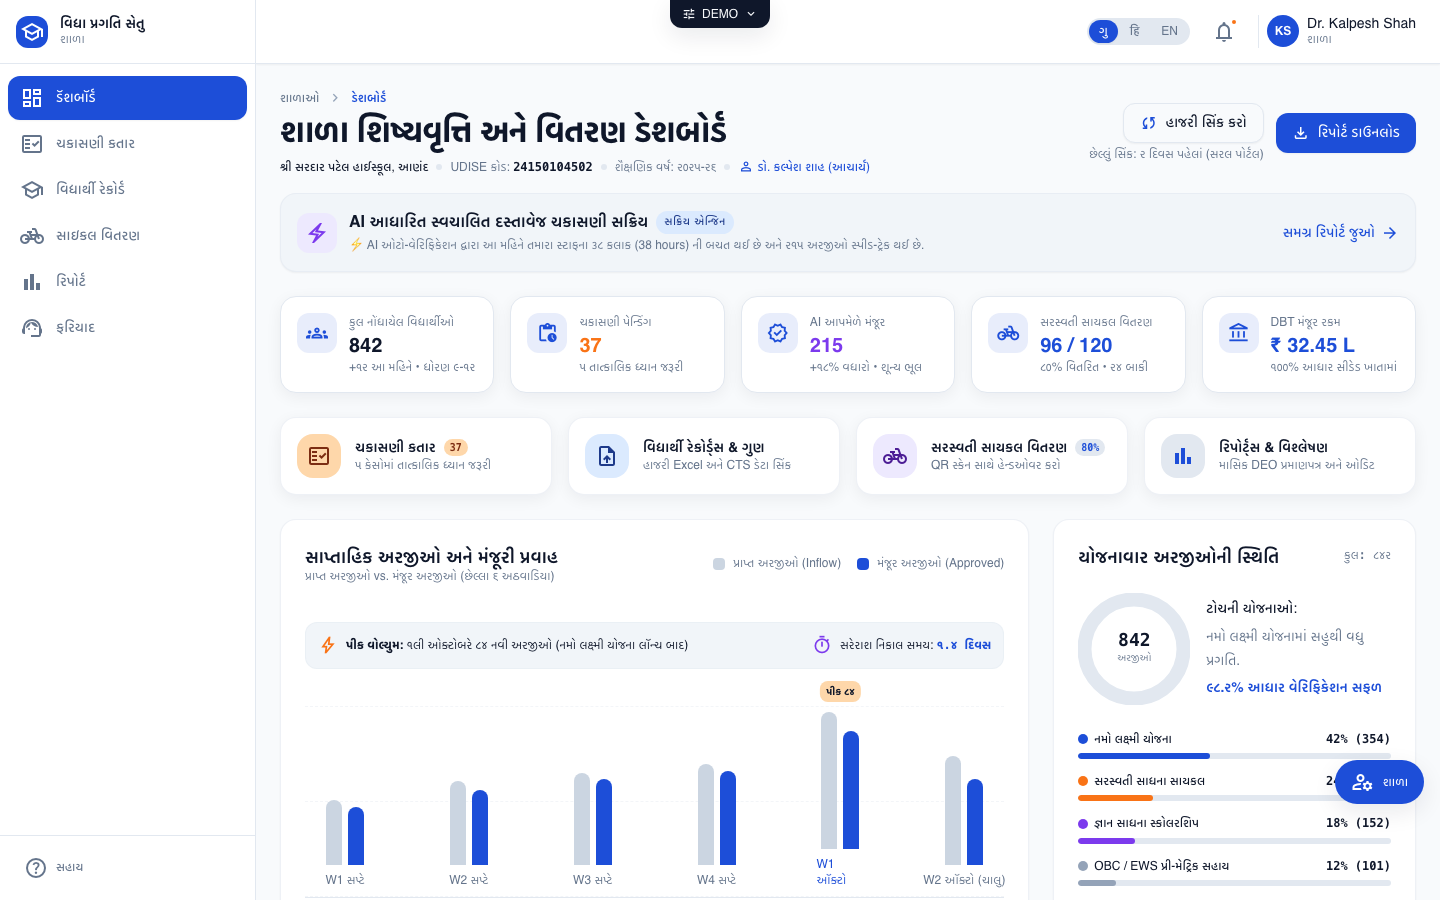 વિદ્યા પ્રગતિ સેતુ
શાળા
DEMO
ગુ હિં EN
KS
Dr. Kalpesh Shah
શાળા
ડૅશબૉર્ડ
ચકાસણી કતાર
વિદ્યાર્થી રેકોર્ડ
સાઇકલ વિતરણ
રિપોર્ટ
ફરિયાદ
સહાય
શાળાઓ > ડેશબોર્ડ
શાળા શિષ્યવૃત્તિ અને વિતરણ ડેશબોર્ડ
શ્રી સરદાર પટેલ હાઈસ્કૂલ, આણંદ UDISE કોડ: 24150104502 શૈક્ષણિક વર્ષ: ૨૦૨૫-૨૬ ડો. કલ્પેશ શાહ (આચાર્ય)
હાજરી સિંક કરો
છેલ્લું સિંક: ૨ દિવસ પહેલાં (સરલ પોર્ટલ)
રિપોર્ટ ડાઉનલોડ
AI આધારિત સ્વચાલિત દસ્તાવેજ ચકાસણી સક્રિય સક્રિય એન્જિન
⚡ AI ઓટો-વેરિફિકેશન દ્વારા આ મહિને તમારા સ્ટાફના ૩૮ કલાક (38 hours) ની બચત થઈ છે અને ૨૧૫ અરજીઓ સ્પીડ-ટ્રેક થઈ છે.
સમગ્ર રિપોર્ટ જુઓ
કુલ નોંધાયેલ વિદ્યાર્થીઓ
842
+૧૨ આ મહિને • ધોરણ ૯-૧૨
ચકાસણી પેન્ડિંગ
37
૫ તાત્કાલિક ધ્યાન જરૂરી
AI આપમેળે મંજૂર
215
+૧૮% વધારો • શૂન્ય ભૂલ
સરસ્વતી સાયકલ વિતરણ
96 / 120
૮૦% વિતરિત • ૨૪ બાકી
DBT મંજૂર રકમ
₹ 32.45 L
૧૦૦% આધાર સીડેડ ખાતામાં
ચકાસણી કતાર 37
૫ કેસોમાં તાત્કાલિક ધ્યાન જરૂરી
વિદ્યાર્થી રેકોર્ડ્સ & ગુણ
હાજરી Excel અને CTS ડેટા સિંક
સરસ્વતી સાયકલ વિતરણ 80%
QR સ્કેન સાથે હેન્ડઓવર કરો
રિપોર્ટ્સ & વિશ્લેષણ
માસિક DEO પ્રમાણપત્ર અને ઓડિટ
સાપ્તાહિક અરજીઓ અને મંજૂરી પ્રવાહ
પ્રાપ્ત અરજીઓ vs. મંજૂર અરજીઓ (છેલ્લા ૬ અઠવાડિયા)
પ્રાપ્ત અરજીઓ (Inflow) મંજૂર અરજીઓ (Approved)
પીક વોલ્યુમ: ૧લી ઓક્ટોબરે ૮૪ નવી અરજીઓ (નમો લક્ષ્મી યોજના લૉન્ચ બાદ)
સરેરાશ નિકાલ સમય: ૧.૪ દિવસ
પીક ૮૪
W1 સપ્ટે
W2 સપ્ટે
W3 સપ્ટે
W4 સપ્ટે
W1
ઑક્ટો
W2 ઑક્ટો (ચાલુ)
યોજનાવાર અરજીઓની સ્થિતિ
કુલ: ૮૪૨
842
અરજીઓ
ટોચની યોજનાઓ:
નમો લક્ષ્મી યોજનામાં સહુથી વધુ
પ્રગતિ.
૯૮.૨% આધાર વેરિફિકેશન સફળ
નમો લક્ષ્મી યોજના 42% (354)
સરસ્વતી સાધના સાયકલ
શાળા
જ્ઞાન સાધના સ્કોલરશિપ 18% (152)
OBC / EWS પ્રી-મેટ્રિક સહાય 12% (101)